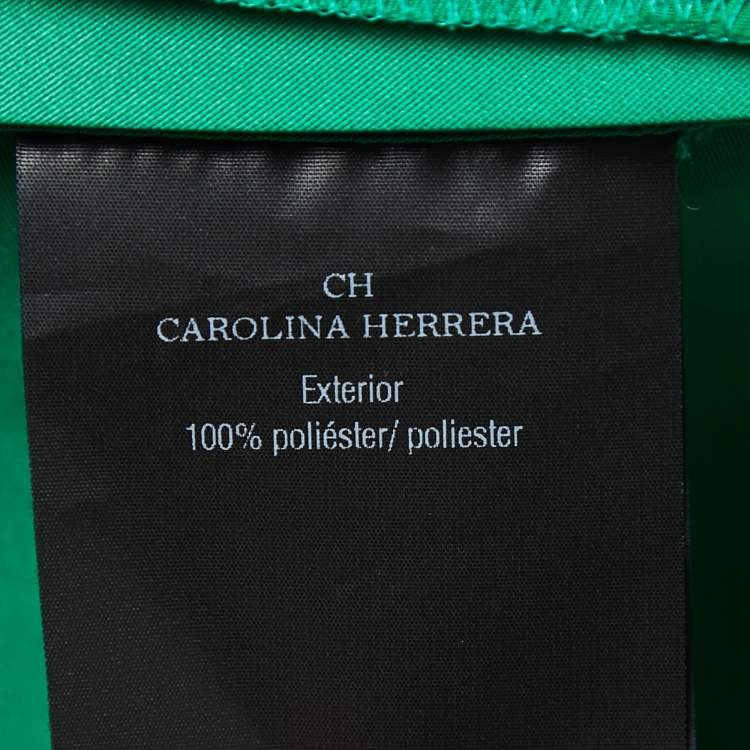 CH
CAROLINA HERRERA
Exterior
100% poliéster/ poliester